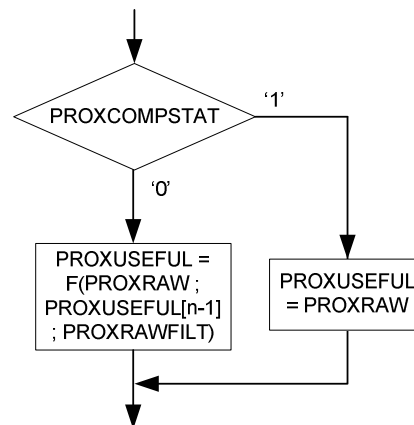 PROXCOMPSTAT
‘1’
‘0’
PROXUSEFUL =
F(PROXRAW ;
PROXUSEFUL[n-1]
; PROXRAWFILT)
PROXUSEFUL
= PROXRAW